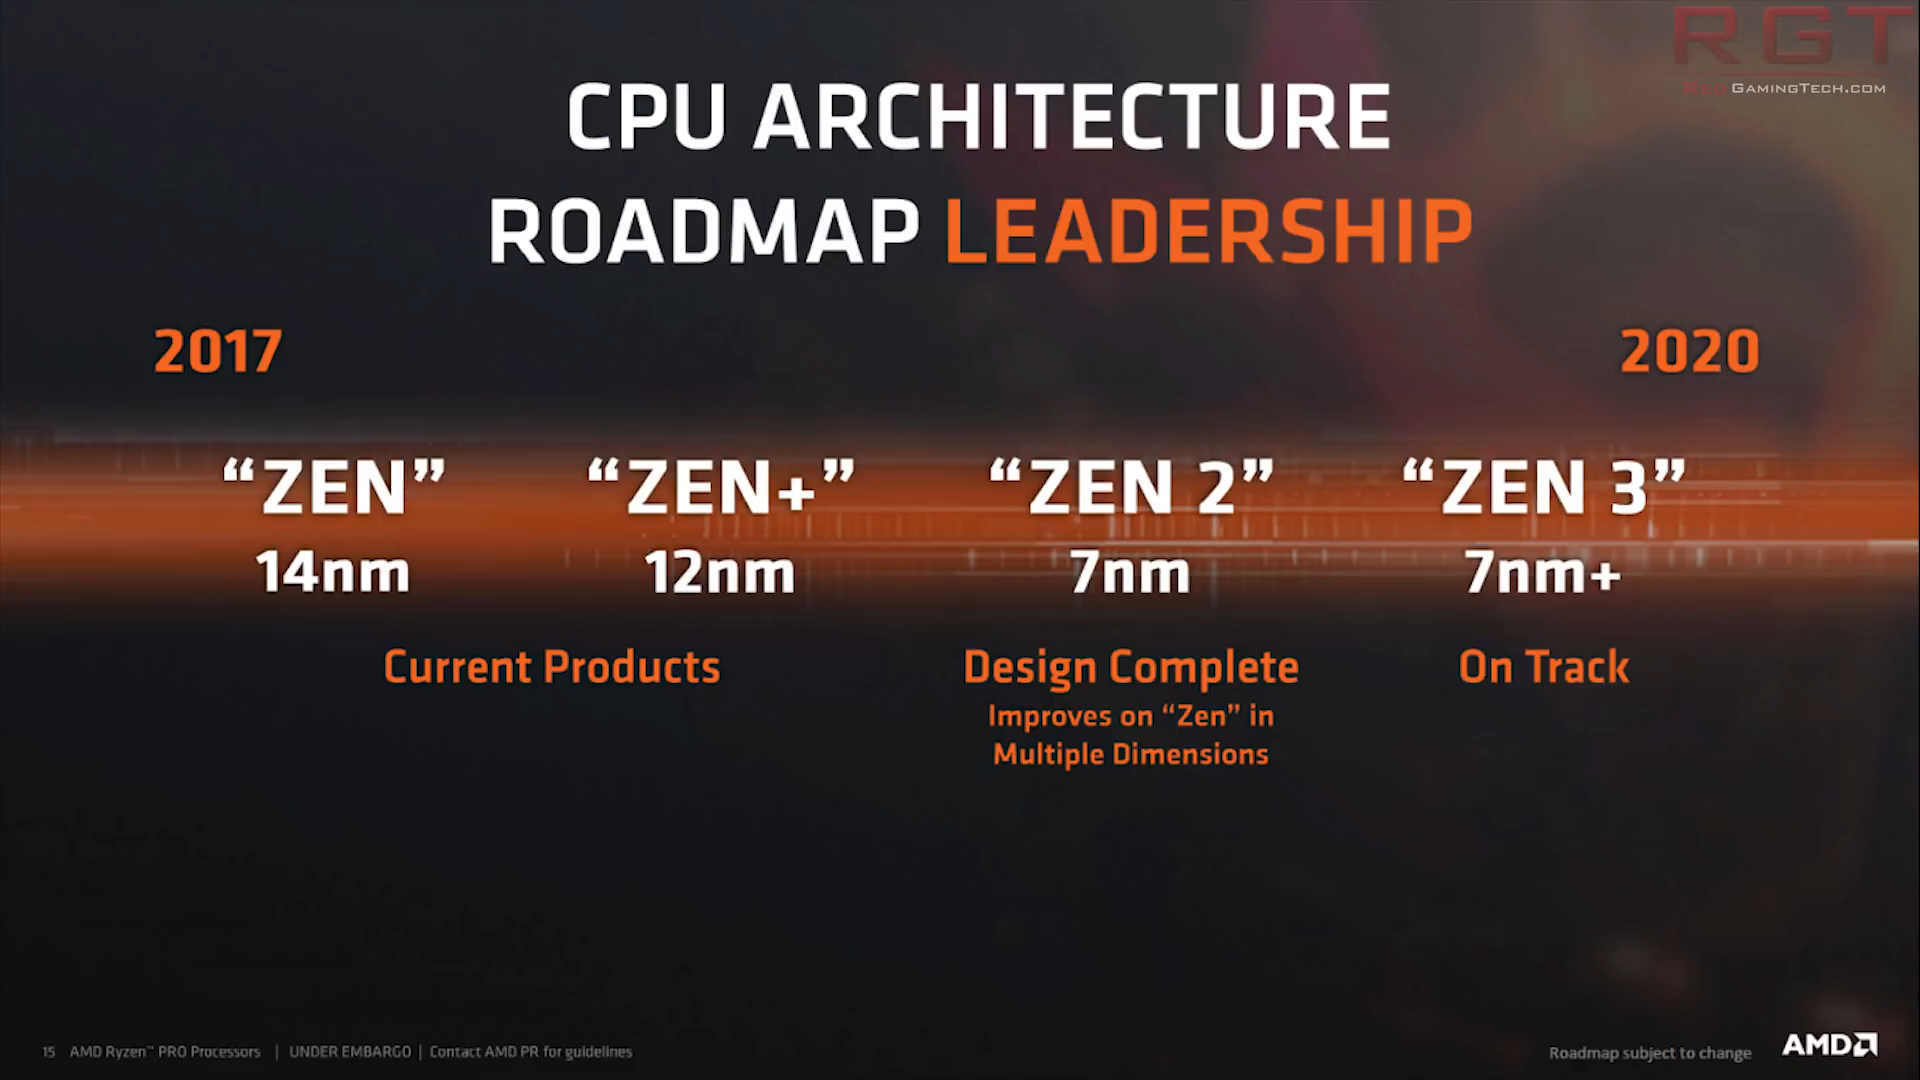 RGT
RedGamingTech.com
CPU ARCHITECTURE
ROADMAP LEADERSHIP
2017 2020
“ZEN” “ZEN+” “ZEN 2” “ZEN 3”
14nm 12nm 7nm 7nm+
Current Products Design Complete On Track
Improves on “Zen” in
Multiple Dimensions
15 AMD Ryzen™ PRO Processors | UNDER EMBARGO | Contact AMD PR for guidelines
Roadmap subject to change AMD